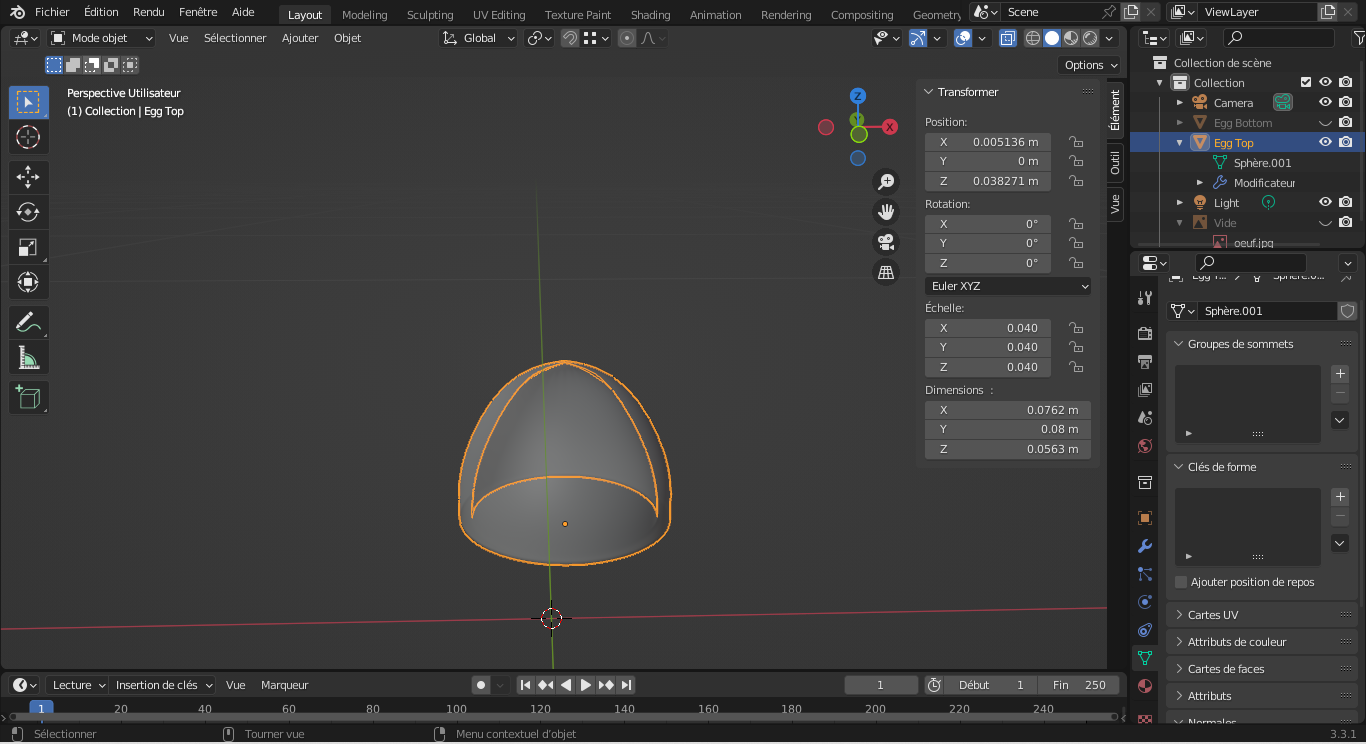 Fichier Édition Rendu Fenêtre Aide Layout Modeling Sculpting UV Editing Texture Paint Shading Animation Rendering Compositing Geometry Scene ViewLayer
Mode objet Vue Sélectionner Ajouter Objet Global
Options
Perspective Utilisateur
(1) Collection | Egg Top
Z
Y
X
Transformer
Position:
X 0.005136 m
Y 0 m
Z 0.038271 m
Rotation:
X 0°
Y 0°
Z 0°
Euler XYZ
Échelle:
X 0.040
Y 0.040
Z 0.040
Dimensions :
X 0.0762 m
Y 0.08 m
Z 0.0563 m
Élément
Outil
Vue
Collection de scène
Collection
Camera
Egg Bottom
Egg Top
Sphère.001
Modificateur
Light
Vide
oeuf.jpg
Egg T... Sphère.0...
Sphère.001
Groupes de sommets
Clés de forme
Ajouter position de repos
Cartes UV
Attributs de couleur
Cartes de faces
Attributs
Normales
Lecture Insertion de clés Vue Marqueur 1 Début 1 Fin 250
1 20 40 60 80 100 120 140 160 180 200 220 240
Sélectionner Tourner vue Menu contextuel d'objet 3.3.1